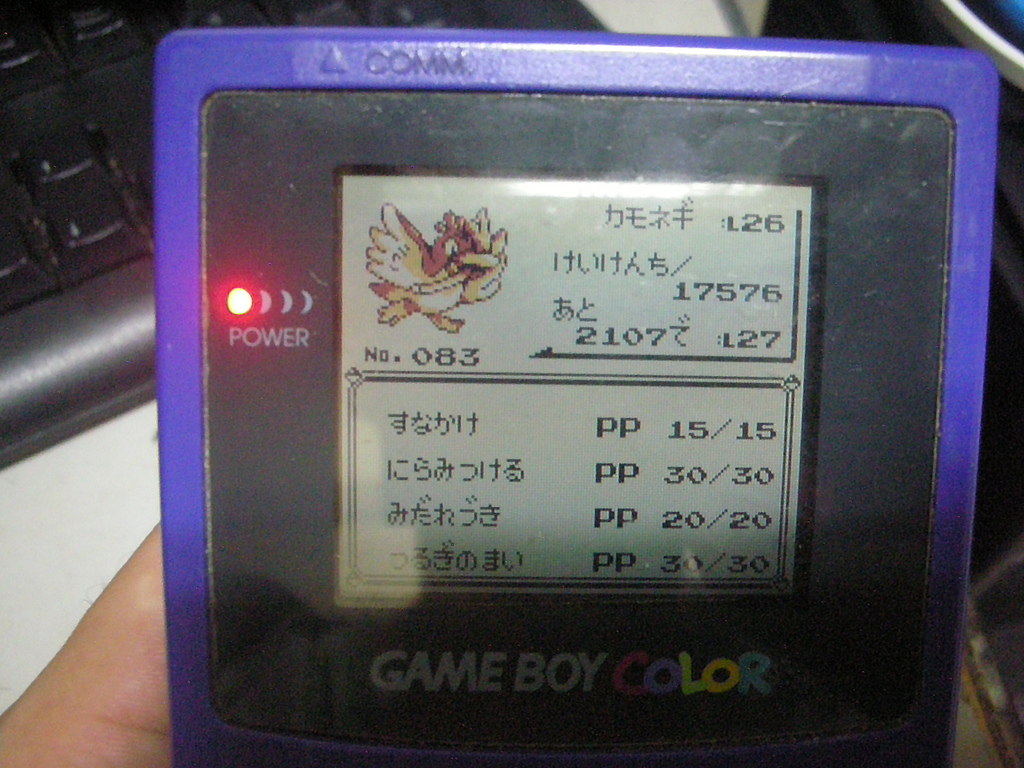 COMM.
カモネギ :L26
けいけんち/
17576
あと
2107で :L27
No. 083
POWER
すなかけ PP 15/15
にらみつける PP 30/30
みだれづき PP 20/20
つるぎのまい PP 30/30
GAME BOY COLOR